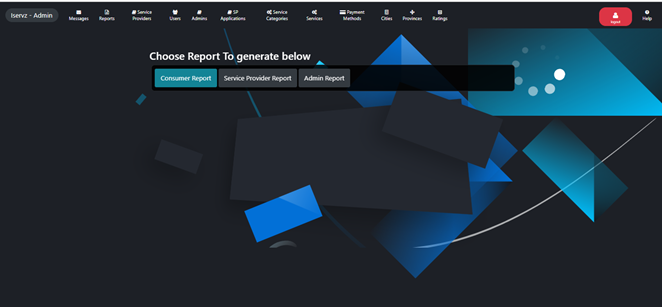 Iservz - Admin
Messages
Reports
Service Providers
Users
Admins
SP Applications
Service Categories
Services
Payment Methods
Cities
Provinces
Ratings
logout
Help
Choose Report To generate below
Consumer Report
Service Provider Report
Admin Report